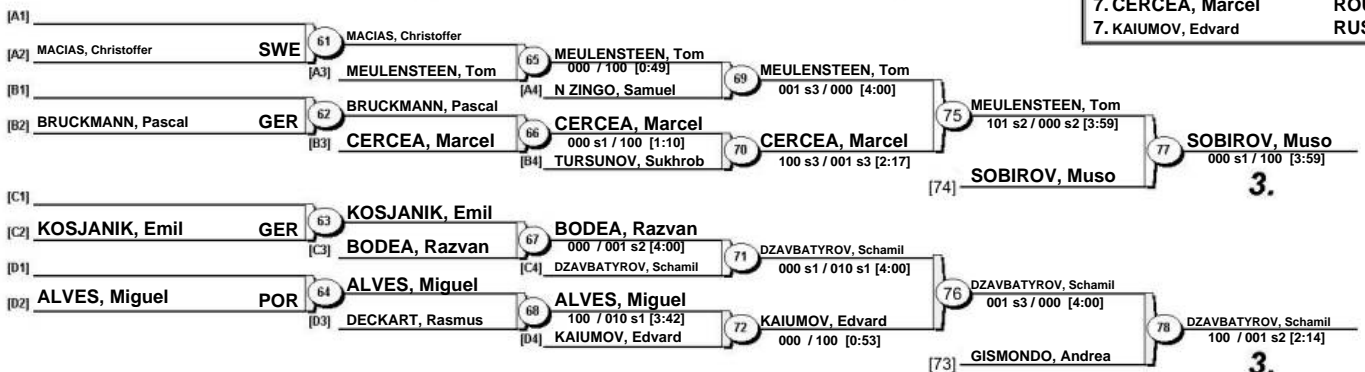 7. CERCEA, Marcel
7. KAIUMOV, Edvard RUS
[A1]
[A2] MACIAS, Christoffer SWE
61
MACIAS, Christoffer
[A3] MEULENSTEEN, Tom
65
MEULENSTEEN, Tom
000 / 100 [0:49]
[A4] N ZINGO, Samuel
69
MEULENSTEEN, Tom
001 s3 / 000 [4:00]
[B1]
[B2] BRUCKMANN, Pascal GER
62
BRUCKMANN, Pascal
[B3] CERCEA, Marcel
66
CERCEA, Marcel
000 s1 / 100 [1:10]
[B4] TURSUNOV, Sukhrob
70
CERCEA, Marcel
100 s3 / 001 s3 [2:17]
75
MEULENSTEEN, Tom
101 s2 / 000 s2 [3:59]
[74] SOBIROV, Muso
77
SOBIROV, Muso
000 s1 / 100 [3:59]
3.
[C1]
[C2] KOSJANIK, Emil GER
63
KOSJANIK, Emil
[C3] BODEA, Razvan
67
BODEA, Razvan
000 / 001 s2 [4:00]
[C4] DZAVBATYROV, Schamil
71
DZAVBATYROV, Schamil
000 s1 / 010 s1 [4:00]
[D1]
[D2] ALVES, Miguel POR
64
ALVES, Miguel
[D3] DECKART, Rasmus
68
ALVES, Miguel
100 / 010 s1 [3:42]
[D4] KAIUMOV, Edvard
72
KAIUMOV, Edvard
000 / 100 [0:53]
76
DZAVBATYROV, Schamil
001 s3 / 000 [4:00]
[73] GISMONDO, Andrea
78
DZAVBATYROV, Schamil
100 / 001 s2 [2:14]
3.